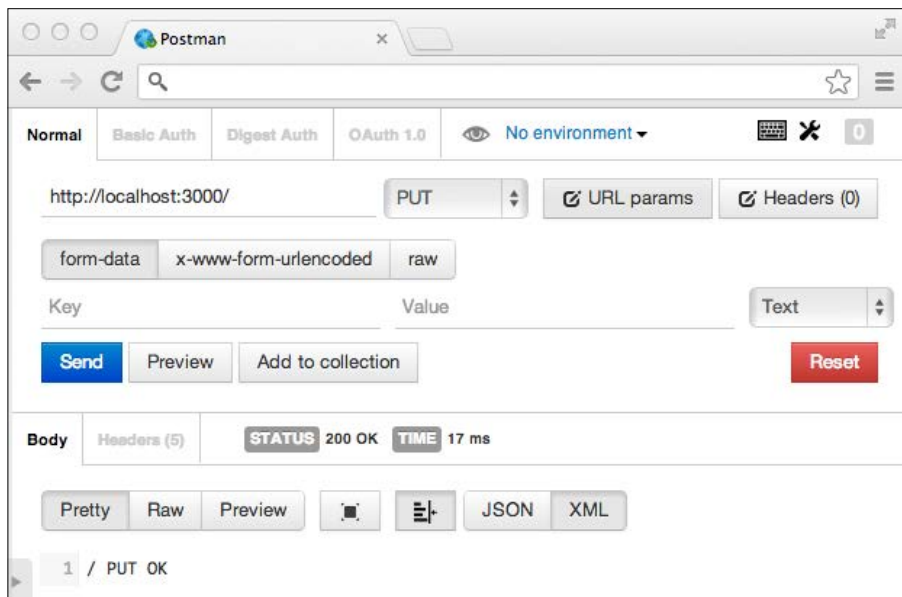 Postman
Normal Basic Auth Digest Auth OAuth 1.0 No environment 0
http://localhost:3000/ PUT URL params Headers (0)
form-data x-www-form-urlencoded raw
Key Value Text
Send Preview Add to collection Reset
Body Headers (5) STATUS 200 OK TIME 17 ms
Pretty Raw Preview JSON XML
1 / PUT OK